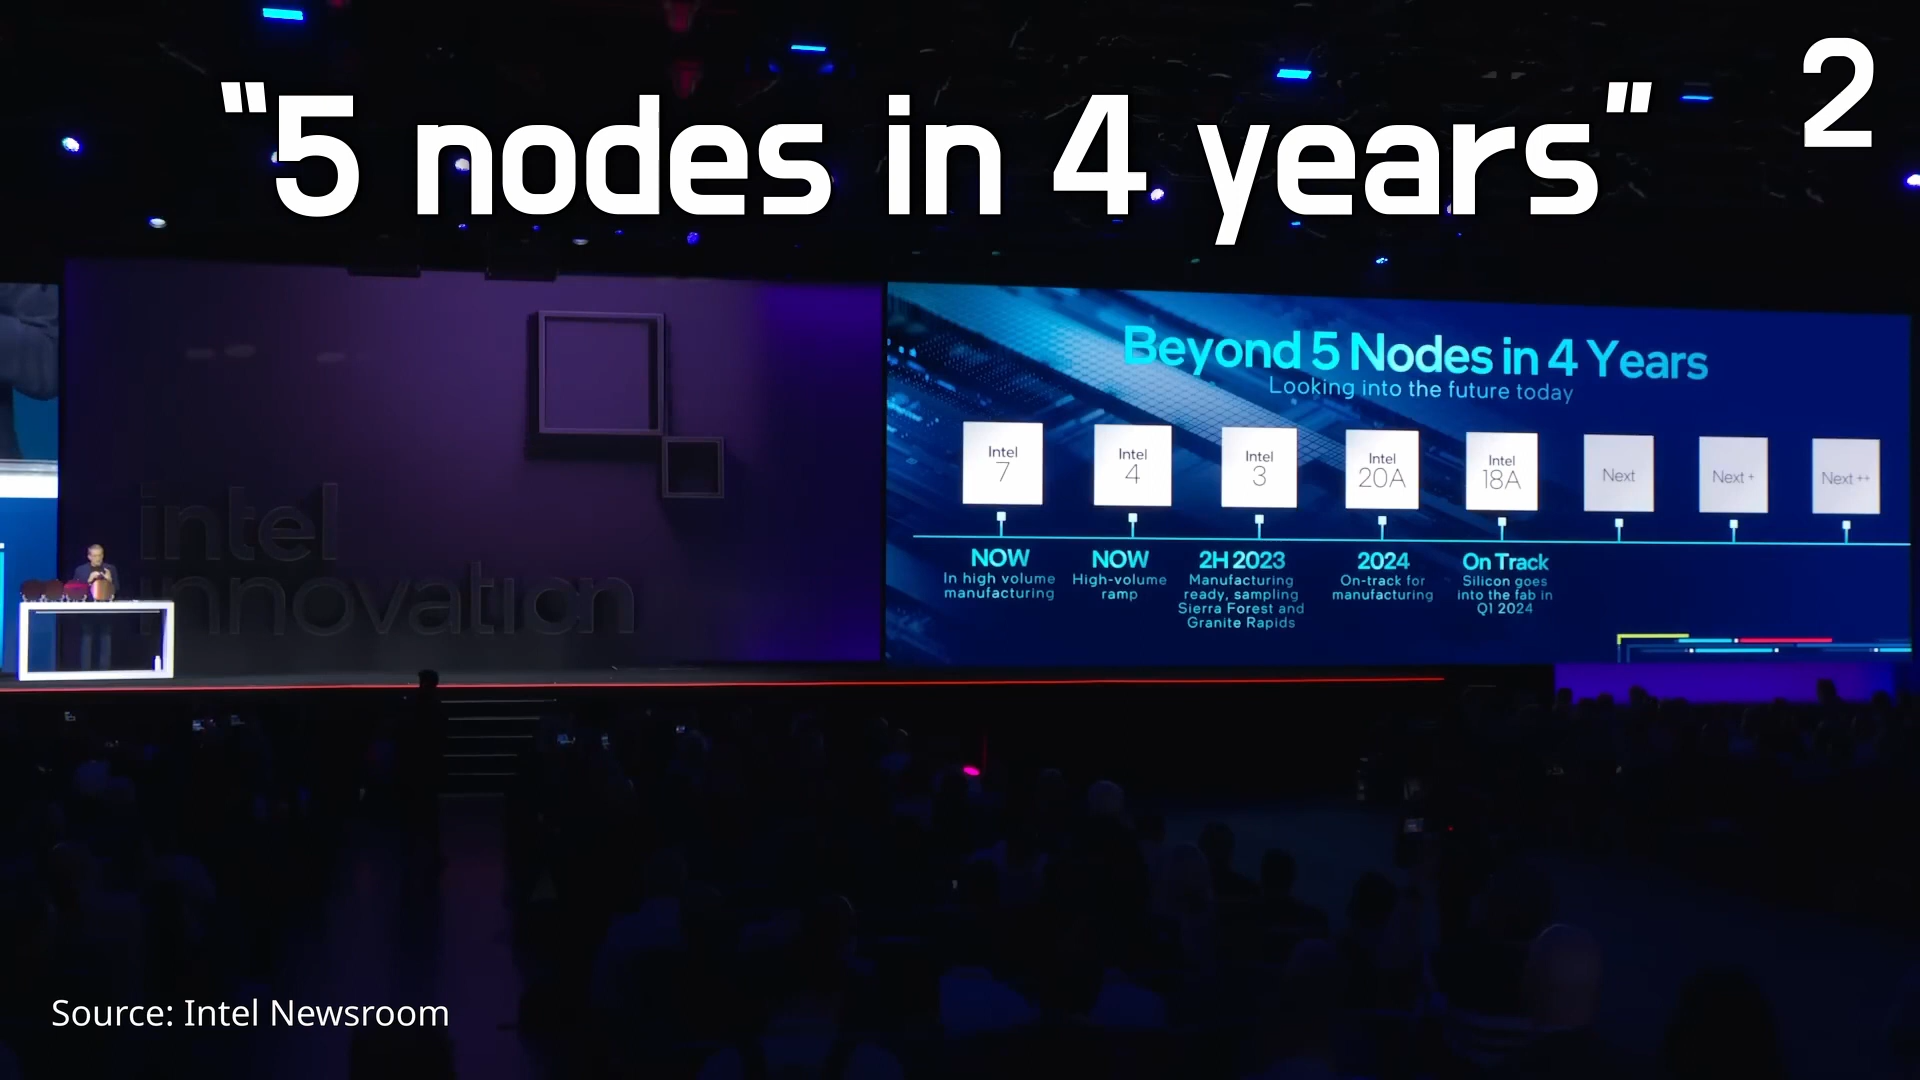 "5 nodes in 4 years"
2
intel
innovation
Beyond 5 Nodes in 4 Years
Looking into the future today
Intel
7
Intel
4
Intel
3
Intel
20A
Intel
18A
Next
Next +
Next ++
NOW
In high volume
manufacturing
NOW
High-volume
ramp
2H 2023
Manufacturing
ready, sampling
Sierra Forest and
Granite Rapids
2024
On-track for
manufacturing
On Track
Silicon goes
into the fab in
Q1 2024
Source: Intel Newsroom